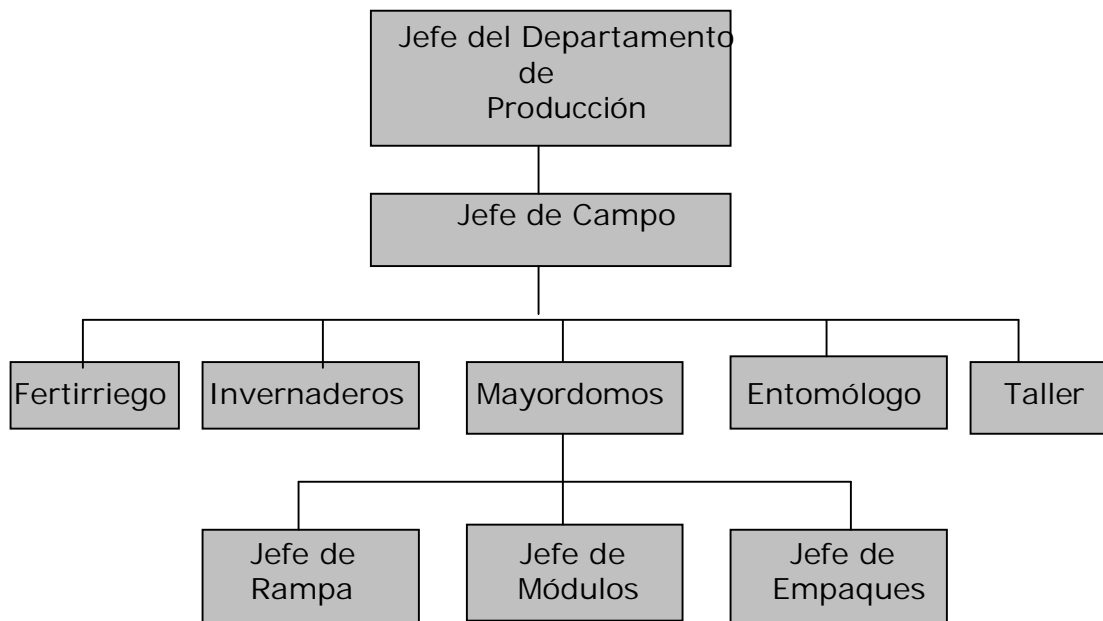 Jefe del Departamento
de
Producción
Jefe de Campo
Fertirriego
Invernaderos
Mayordomos
Entomólogo
Taller
Jefe de
Rampa
Jefe de
Módulos
Jefe de
Empaques